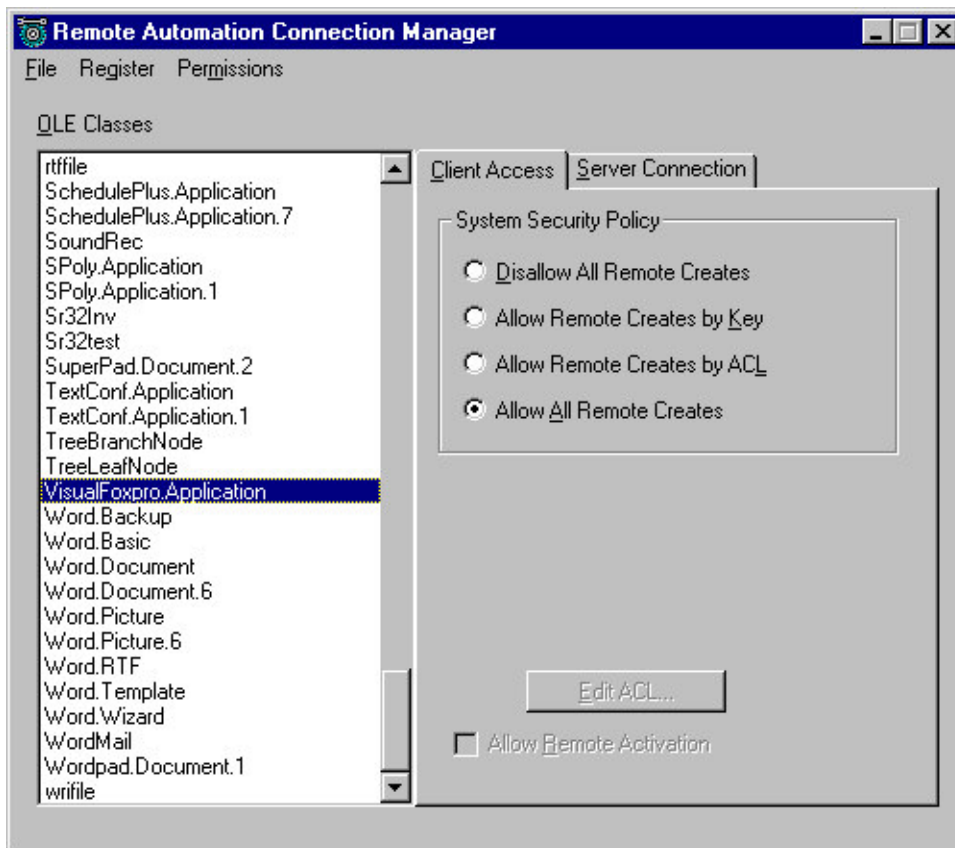 Remote Automation Connection Manager
File Register Permissions
OLE Classes
rtffile
SchedulePlus.Application
SchedulePlus.Application.7
SoundRec
SPoly.Application
SPoly.Application.1
Sr32Inv
Sr32test
SuperPad.Document.2
TextConf.Application
TextConf.Application.1
TreeBranchNode
TreeLeafNode
VisualFoxpro.Application
Word.Backup
Word.Basic
Word.Document
Word.Document.6
Word.Picture
Word.Picture.6
Word.RTF
Word.Template
Word.Wizard
WordMail
Wordpad.Document.1
wrifile
Client Access Server Connection
System Security Policy
Disallow All Remote Creates
Allow Remote Creates by Key
Allow Remote Creates by ACL
Allow All Remote Creates
Edit ACL...
Allow Remote Activation